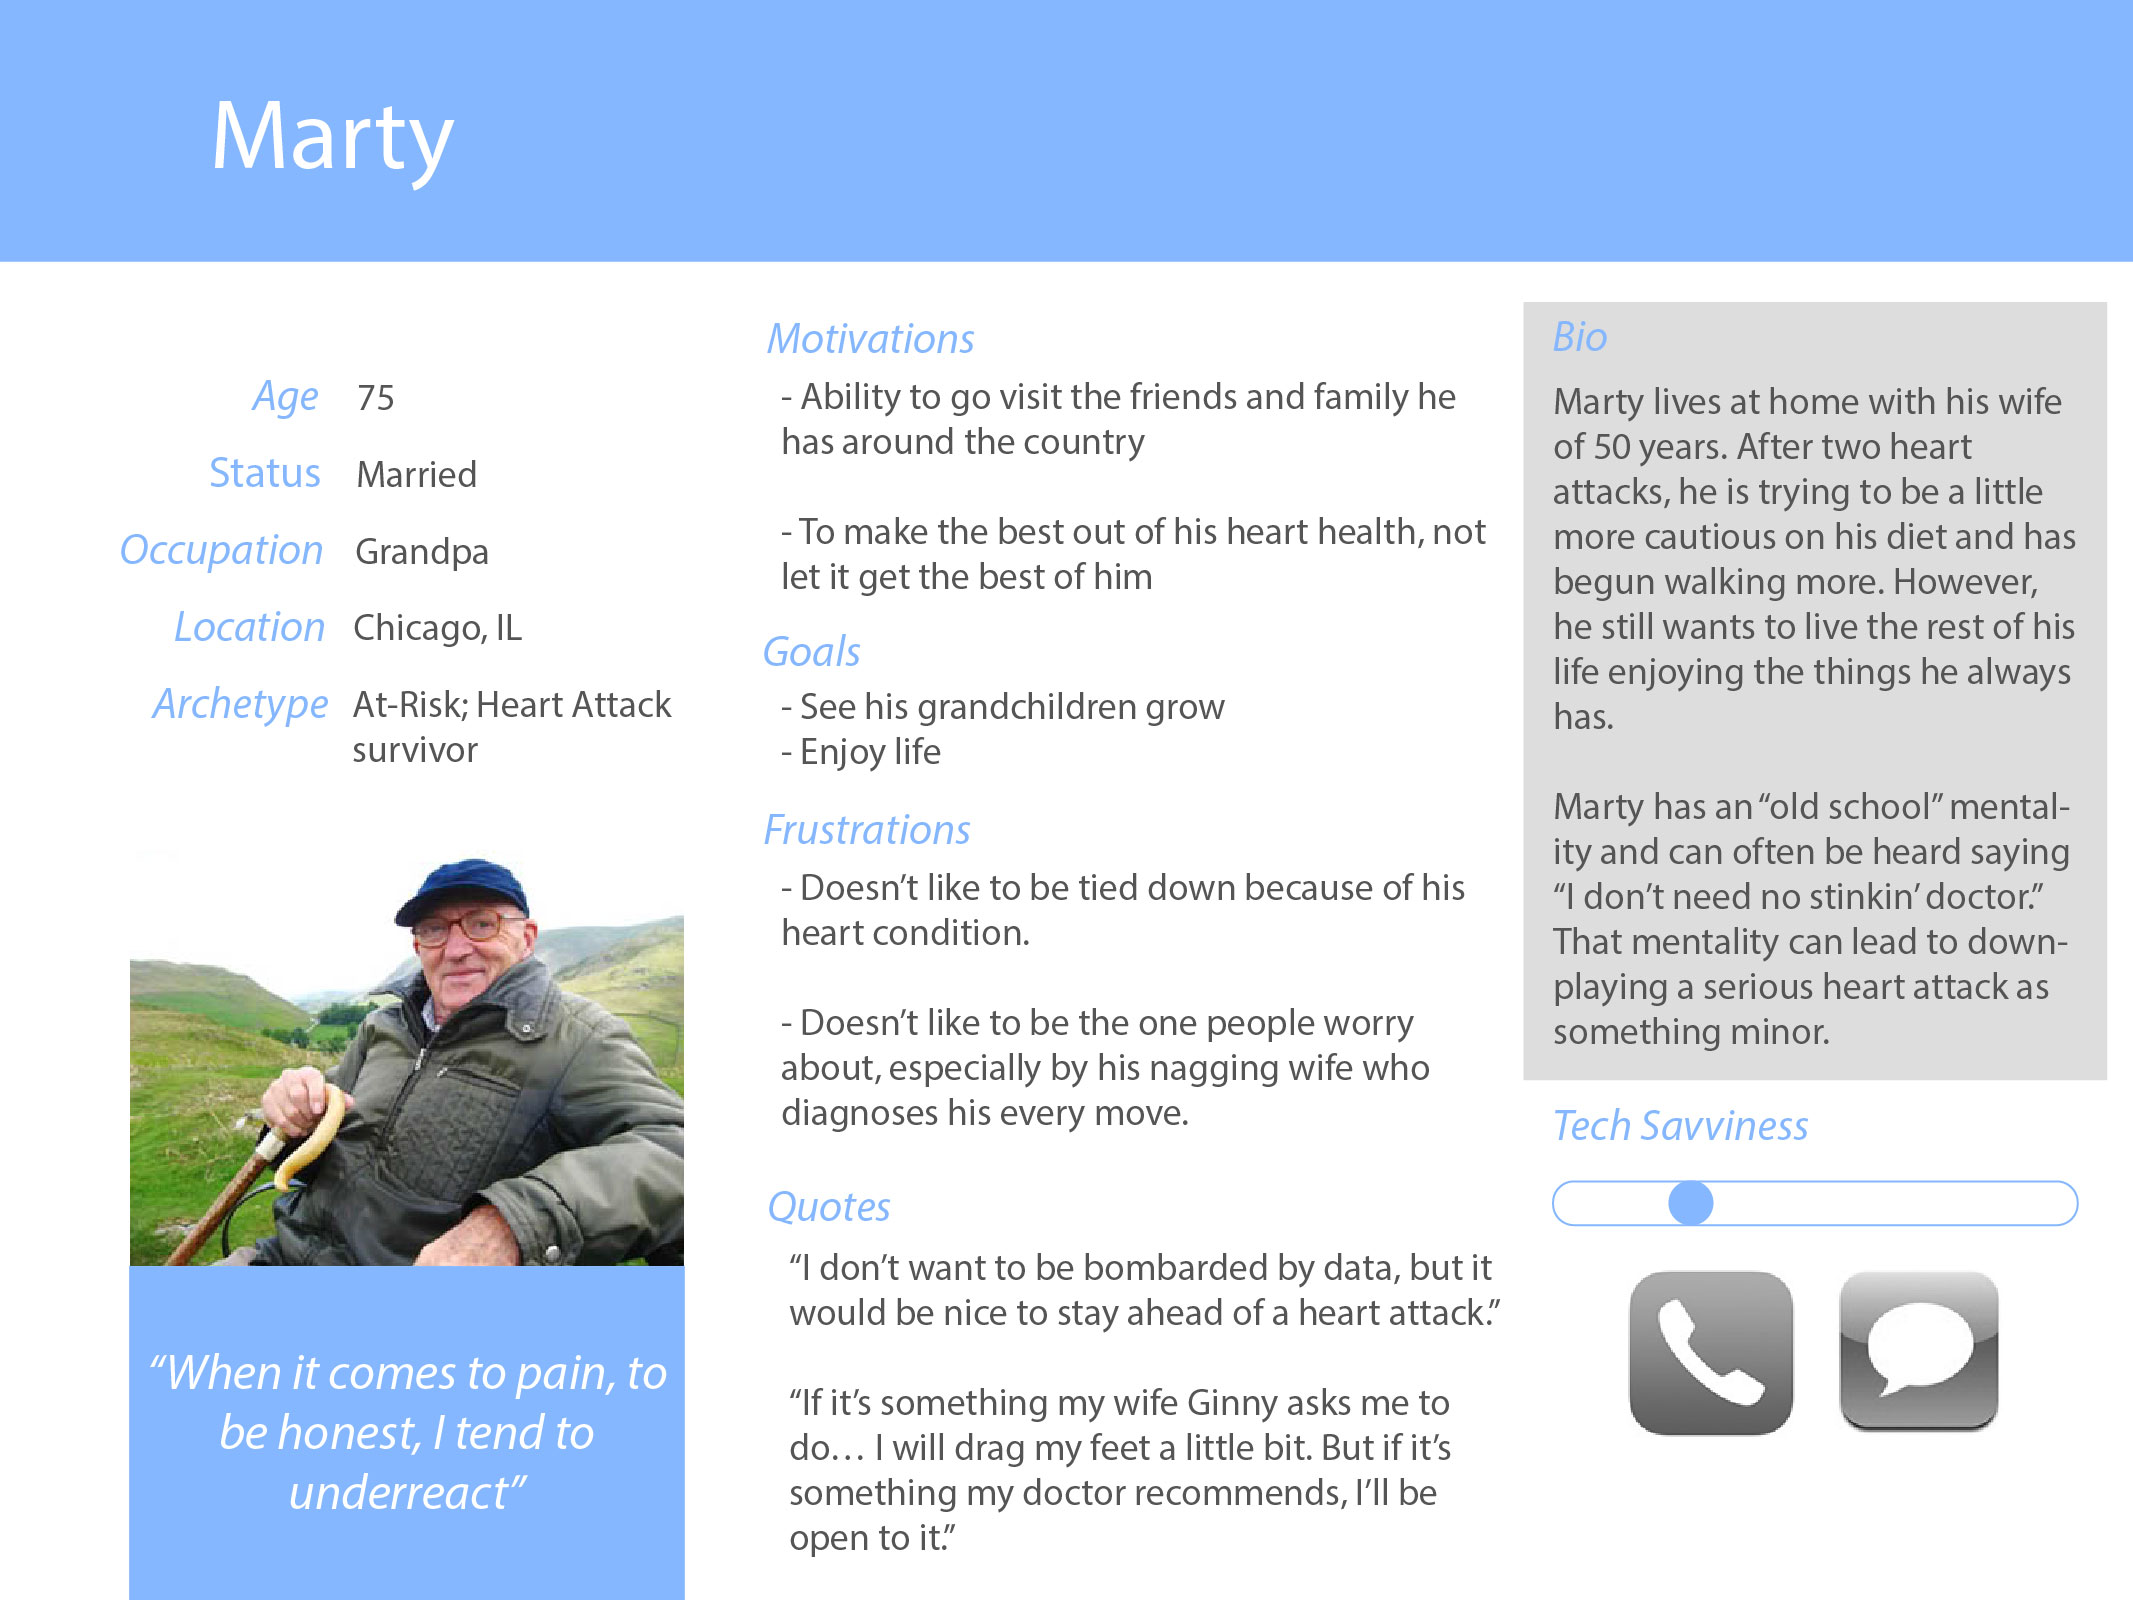 Marty
Age 75
Status Married
Occupation Grandpa
Location Chicago, IL
Archetype At-Risk; Heart Attack
survivor
“When it comes to pain, to
be honest, I tend to
underreact”
Motivations
- Ability to go visit the friends and family he
has around the country
- To make the best out of his heart health, not
let it get the best of him
Goals
- See his grandchildren grow
- Enjoy life
Frustrations
- Doesn’t like to be tied down because of his
heart condition.
- Doesn’t like to be the one people worry
about, especially by his nagging wife who
diagnoses his every move.
Quotes
“I don’t want to be bombarded by data, but it
would be nice to stay ahead of a heart attack.”
“If it’s something my wife Ginny asks me to
do… I will drag my feet a little bit. But if it’s
something my doctor recommends, I’ll be
open to it.”
Bio
Marty lives at home with his wife
of 50 years. After two heart
attacks, he is trying to be a little
more cautious on his diet and has
begun walking more. However,
he still wants to live the rest of his
life enjoying the things he always
has.
Marty has an “old school” mental-
ity and can often be heard saying
“I don’t need no stinkin’ doctor.”
That mentality can lead to down-
playing a serious heart attack as
something minor.
Tech Savviness